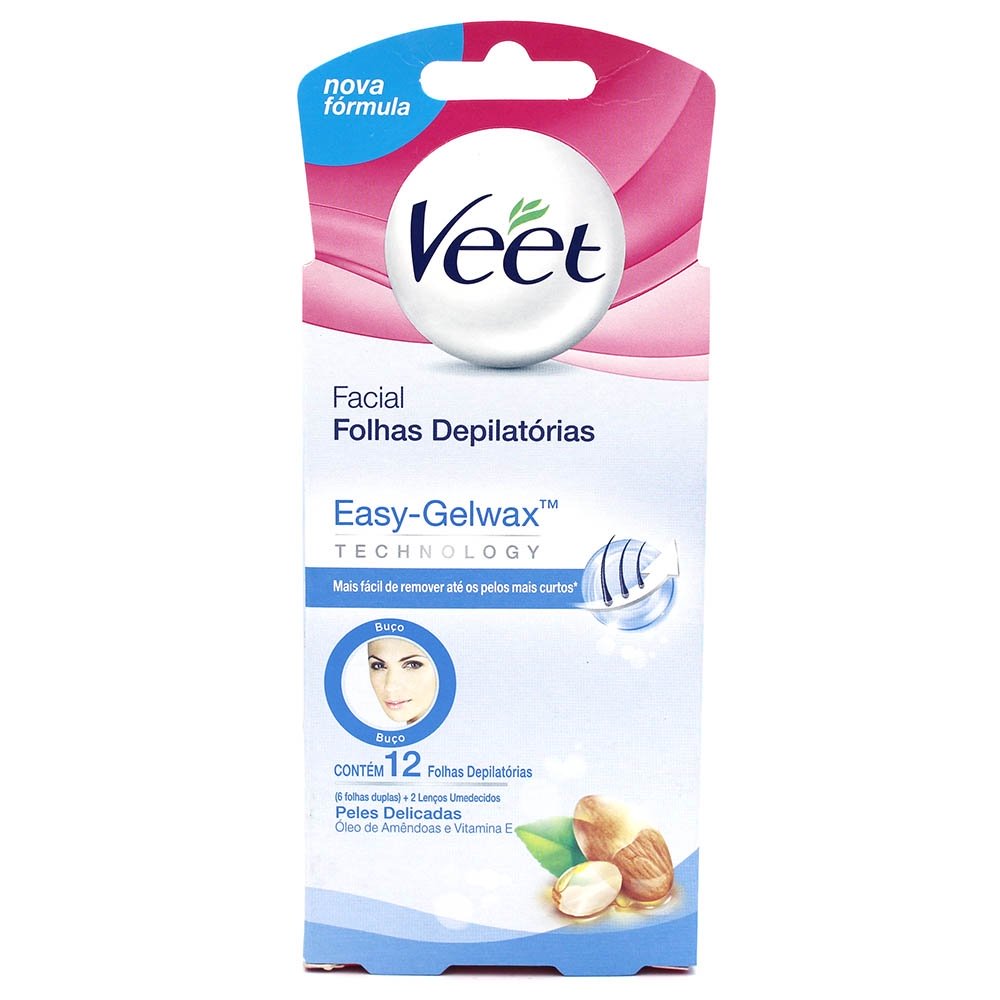 nova
fórmula
Veet
Facial
Folhas Depilatórias
Easy-Gelwax™
TECHNOLOGY
Mais fácil de remover até os pelos mais curtos*
Buço
Buço
CONTÉM 12 Folhas Depilatórias
(6 folhas duplas) + 2 Lenços Umedecidos
Peles Delicadas
Óleo de Amêndoas e Vitamina E